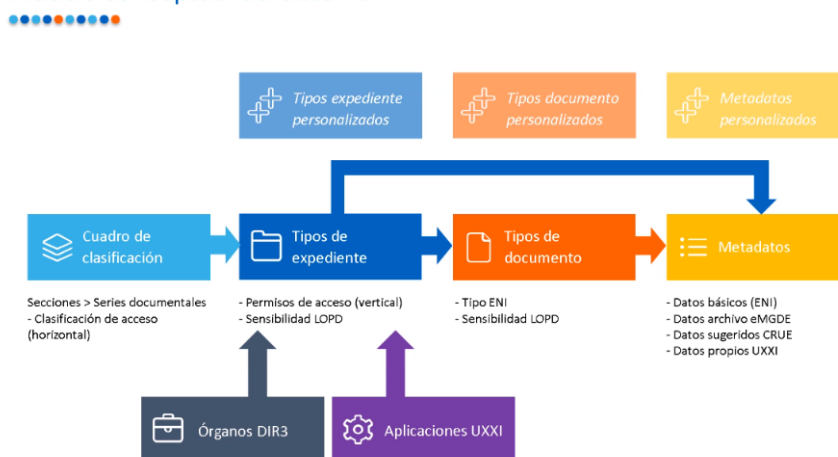 Tipos expediente
personalizados
Tipos documento
personalizados
Metadatos
personalizados
Cuadro de
clasificación
Tipos de
expediente
Tipos de
documento
Metadatos
Secciones > Series documentales
- Clasificación de acceso
(horizontal)
- Permisos de acceso (vertical)
- Sensibilidad LOPD
- Tipo ENI
- Sensibilidad LOPD
- Datos básicos (ENI)
- Datos archivo eMGDE
- Datos sugeridos CRUE
- Datos propios UXXI
Órganos DIR3
Aplicaciones UXXI